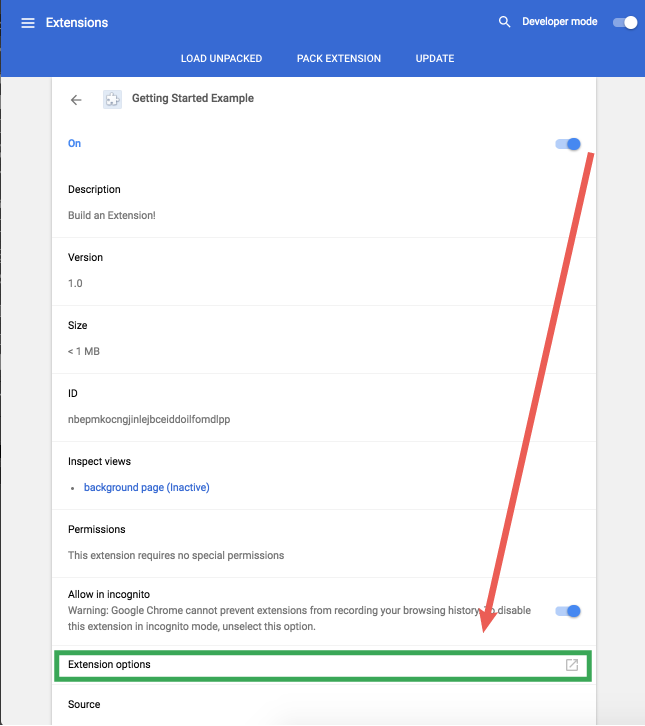 Extensions
Developer mode
LOAD UNPACKED
PACK EXTENSION
UPDATE
Getting Started Example
On
Description
Build an Extension!
Version
1.0
Size
< 1 MB
ID
nbepmkocngjinlejbceiddoilfomdlpp
Inspect views
background page (Inactive)
Permissions
This extension requires no special permissions
Allow in incognito
Warning: Google Chrome cannot prevent extensions from recording your browsing history. To disable
this extension in incognito mode, unselect this option.
Extension options
Source